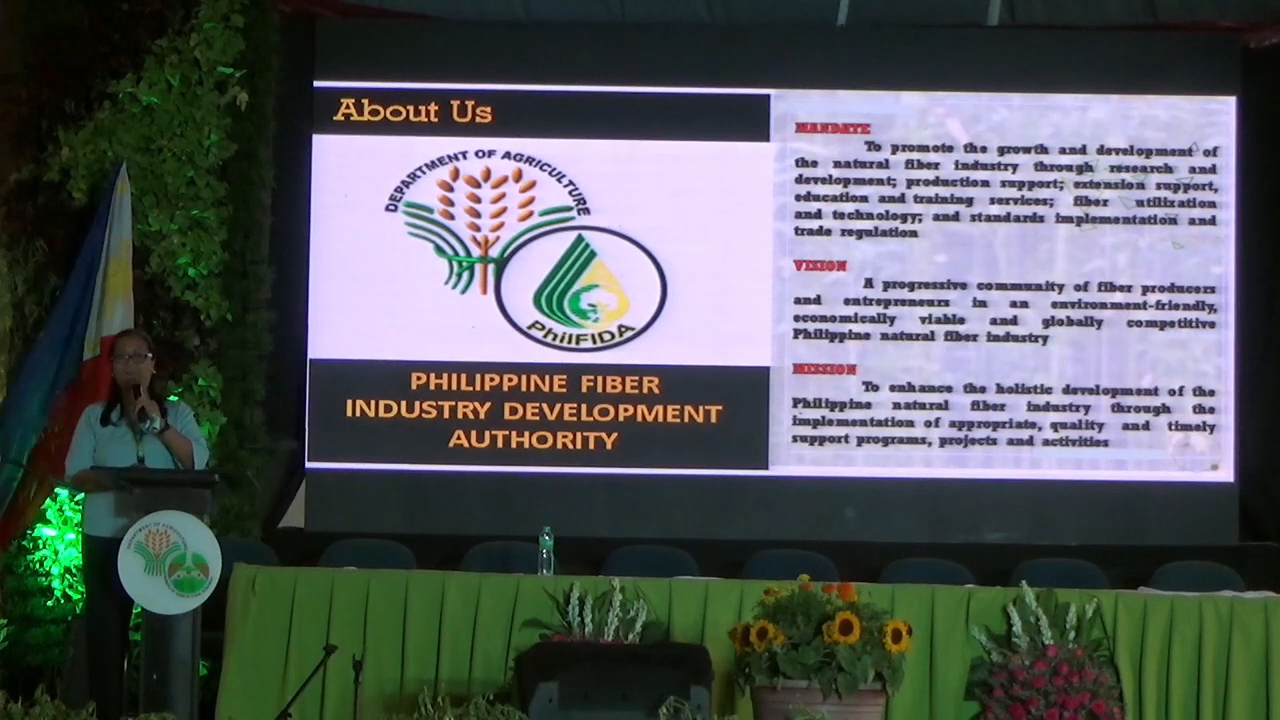 About Us
DEPARTMENT OF AGRICULTURE
PhilFIDA
PHILIPPINE FIBER
INDUSTRY DEVELOPMENT
AUTHORITY
MANDATE
To promote the growth and development of
the natural fiber industry through research and
development; production support; extension support,
education and training services; fiber utilization
and technology; and standards implementation and
trade regulation
VISION
A progressive community of fiber producers
and entrepreneurs in an environment-friendly,
economically viable and globally competitive
Philippine natural fiber industry
MISSION
To enhance the holistic development of the
Philippine natural fiber industry through the
implementation of appropriate, quality and timely
support programs, projects and activities
DEPARTMENT OF AGRICULTURE